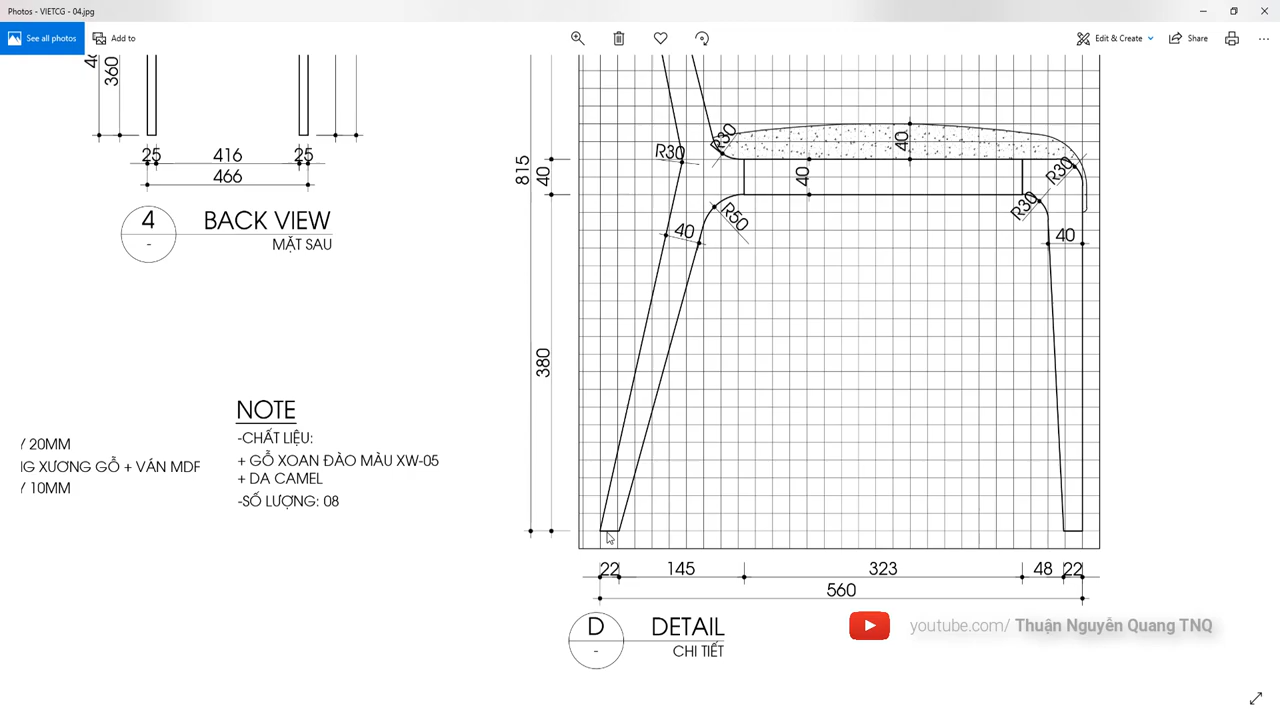 Photos - VIETCG - 04.jpg
See all photos
Add to
Edit & Create
Share
360
25
416
25
466
4
BACK VIEW
-
MẶT SAU
815
40
380
R30
R30
40
40
R30
R30
R50
40
40
NOTE
-CHẤT LIỆU:
+ GỖ XOAN ĐÀO MÀU XW-05
+ DA CAMEL
-SỐ LƯỢNG: 08
20MM
XƯƠNG GỖ + VÁN MDF
10MM
22
145
323
48
22
560
D
DETAIL
-
CHI TIẾT
youtube.com/ Thuận Nguyễn Quang TNQ